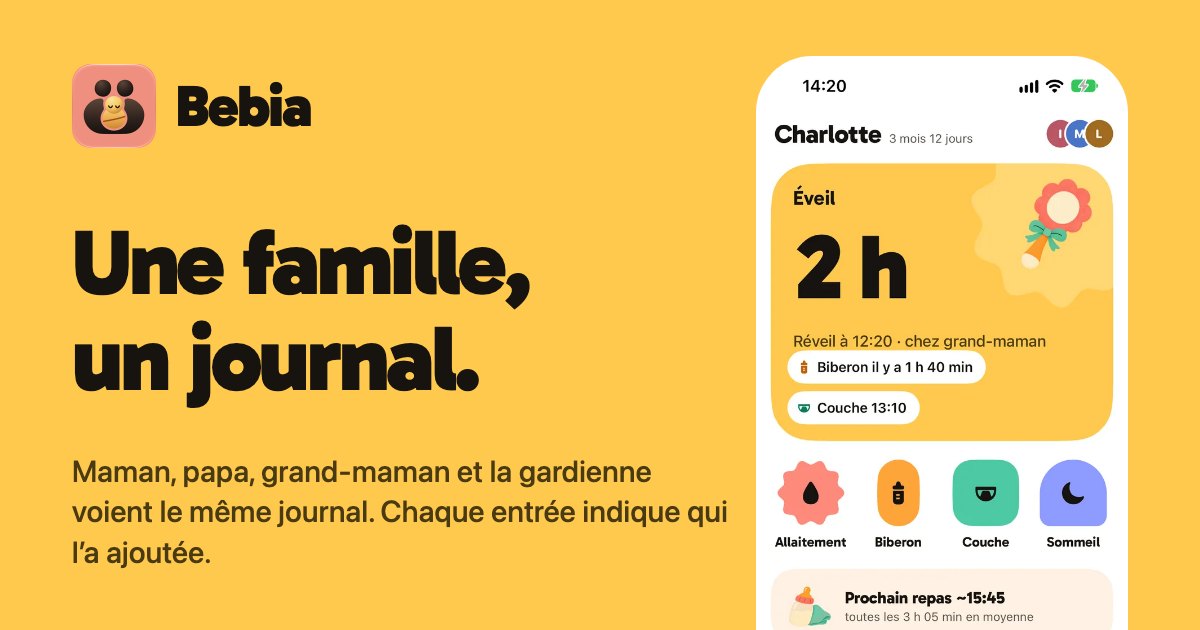 Bebia
Une famille,
un journal.
Maman, papa, grand-maman et la gardienne
voient le même journal. Chaque entrée indique qui
l’a ajoutée.
14:20
Charlotte 3 mois 12 jours
I M L
Éveil
2 h
Réveil à 12:20 · chez grand-maman
Biberon il y a 1 h 40 min
Couche 13:10
Allaitement Biberon Couche Sommeil
Prochain repas ~15:45
toutes les 3 h 05 min en moyenne